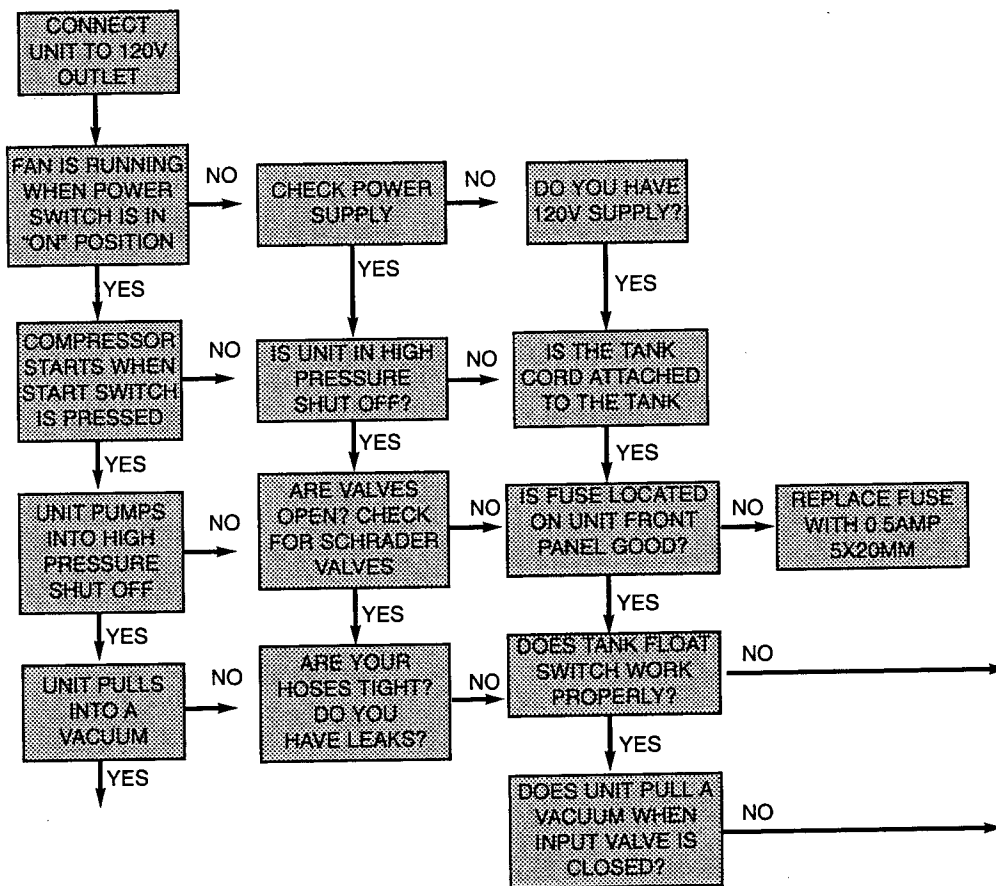 CONNECT
UNIT TO 120V
OUTLET
FAN IS RUNNING
WHEN POWER
SWITCH IS IN
"ON" POSITION
NO
CHECK POWER
SUPPLY
NO
DO YOU HAVE
120V SUPPLY?
YES
YES
YES
COMPRESSOR
STARTS WHEN
START SWITCH
IS PRESSED
NO
IS UNIT IN HIGH
PRESSURE
SHUT OFF?
NO
IS THE TANK
CORD ATTACHED
TO THE TANK
YES
YES
YES
UNIT PUMPS
INTO HIGH
PRESSURE
SHUT OFF
NO
ARE VALVES
OPEN? CHECK
FOR SCHRADER
VALVES
NO
IS FUSE LOCATED
ON UNIT FRONT
PANEL GOOD?
NO
REPLACE FUSE
WITH 0.5AMP
5X20MM
YES
YES
YES
UNIT PULLS
INTO A
VACUUM
NO
ARE YOUR
HOSES TIGHT?
DO YOU
HAVE LEAKS?
NO
DOES TANK FLOAT
SWITCH WORK
PROPERLY?
NO
YES
YES
DOES UNIT PULL A
VACUUM WHEN
INPUT VALVE IS
CLOSED?
NO